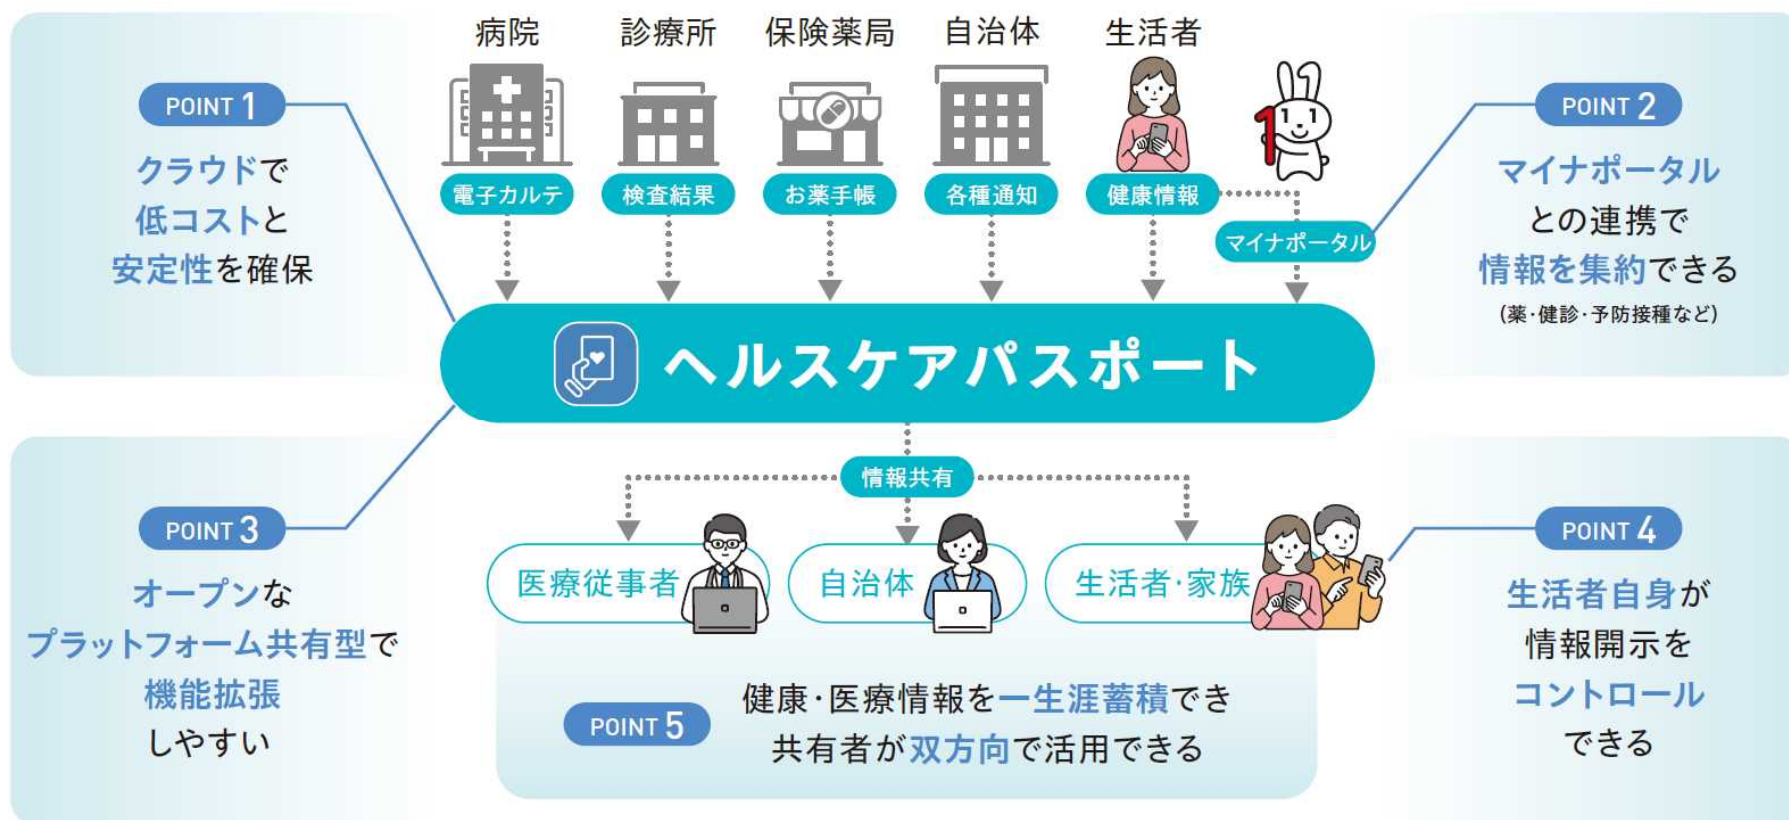 病院
診療所
保険薬局
自治体
生活者
電子カルテ
検査結果
お薬手帳
各種通知
健康情報
マイナポータル
POINT 1
クラウドで
低コストと
安定性を確保
POINT 2
マイナポータル
との連携で
情報を集約できる
(薬・健診・予防接種など)
ヘルスケアパスポート
情報共有
医療従事者
自治体
生活者・家族
POINT 3
オープンな
プラットフォーム共有型で
機能拡張
しやすい
POINT 4
生活者自身が
情報開示を
コントロール
できる
POINT 5
健康・医療情報を一生涯蓄積でき
共有者が双方向で活用できる